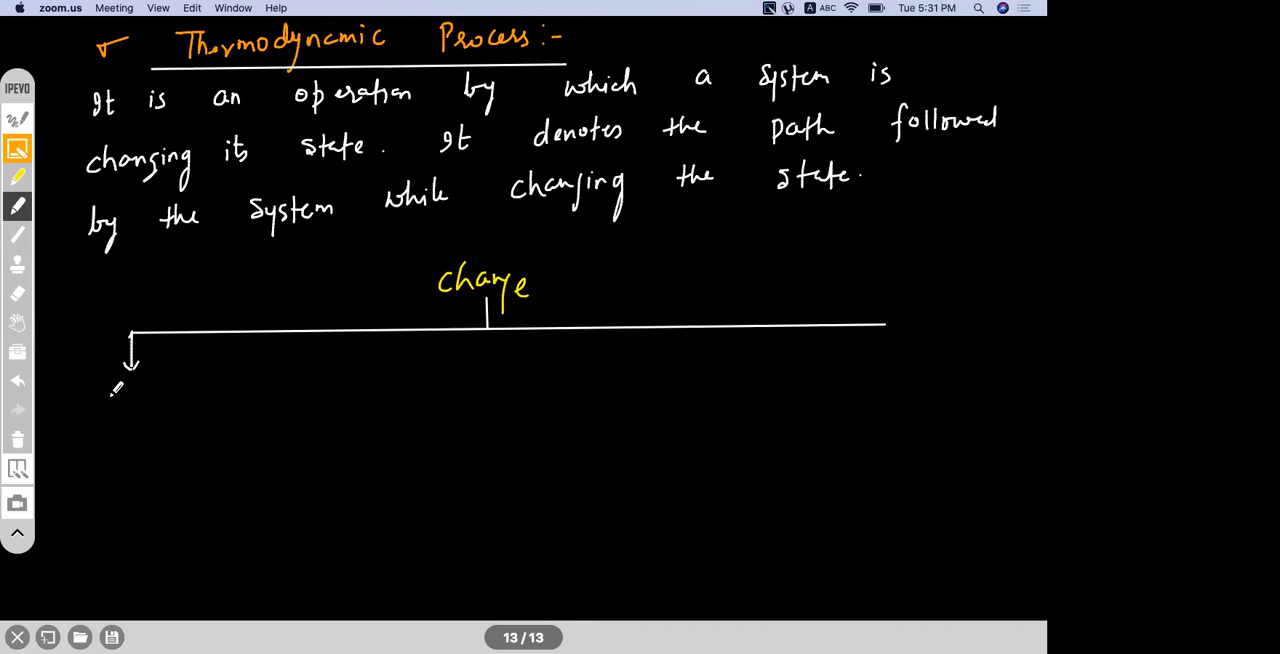 zoom.us Meeting View Edit Window Help A ABC Tue 5:31 PM
Thermodynamic Process:-
IPEVO
It is an operation by which a system is
changing its state. It denotes the path followed
by the system while changing the state.
change
13/13